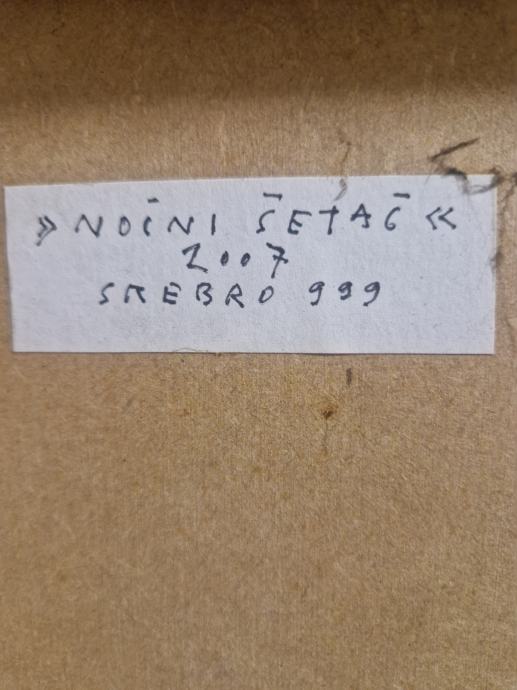 »NOĆNI ŠETAČ«
2007
SREBRO 999